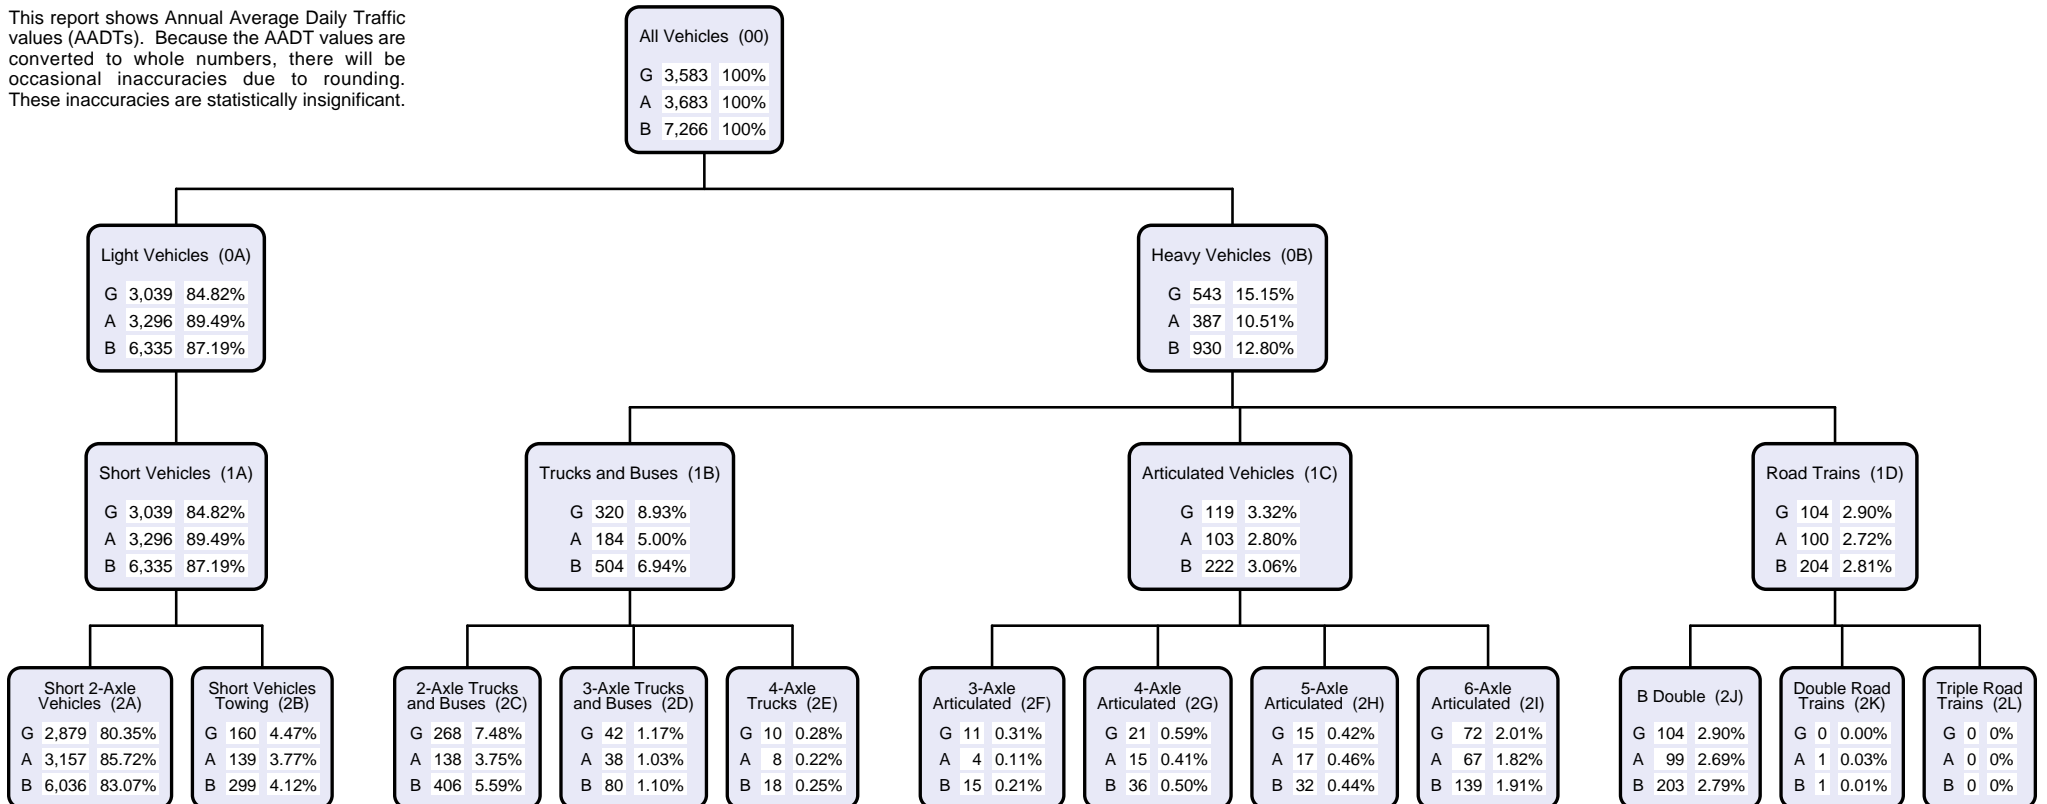 This report shows Annual Average Daily Traffic
values (AADTs). Because the AADT values are
converted to whole numbers, there will be
occasional inaccuracies due to rounding.
These inaccuracies are statistically insignificant.
All Vehicles (00)
G 3,583 100%
A 3,683 100%
B 7,266 100%
Light Vehicles (0A)
G 3,039 84.82%
A 3,296 89.49%
B 6,335 87.19%
Heavy Vehicles (0B)
G 543 15.15%
A 387 10.51%
B 930 12.80%
Short Vehicles (1A)
G 3,039 84.82%
A 3,296 89.49%
B 6,335 87.19%
Trucks and Buses (1B)
G 320 8.93%
A 184 5.00%
B 504 6.94%
Articulated Vehicles (1C)
G 119 3.32%
A 103 2.80%
B 222 3.06%
Road Trains (1D)
G 104 2.90%
A 100 2.72%
B 204 2.81%
Short 2-Axle
Vehicles (2A)
G 2,879 80.35%
A 3,157 85.72%
B 6,036 83.07%
Short Vehicles
Towing (2B)
G 160 4.47%
A 139 3.77%
B 299 4.12%
2-Axle Trucks
and Buses (2C)
G 268 7.48%
A 138 3.75%
B 406 5.59%
3-Axle Trucks
and Buses (2D)
G 42 1.17%
A 38 1.03%
B 80 1.10%
4-Axle
Trucks (2E)
G 10 0.28%
A 8 0.22%
B 18 0.25%
3-Axle
Articulated (2F)
G 11 0.31%
A 4 0.11%
B 15 0.21%
4-Axle
Articulated (2G)
G 21 0.59%
A 15 0.41%
B 36 0.50%
5-Axle
Articulated (2H)
G 15 0.42%
A 17 0.46%
B 32 0.44%
6-Axle
Articulated (2I)
G 72 2.01%
A 67 1.82%
B 139 1.91%
B Double (2J)
G 104 2.90%
A 99 2.69%
B 203 2.79%
Double Road
Trains (2K)
G 0 0.00%
A 1 0.03%
B 1 0.01%
Triple Road
Trains (2L)
G 0 0%
A 0 0%
B 0 0%